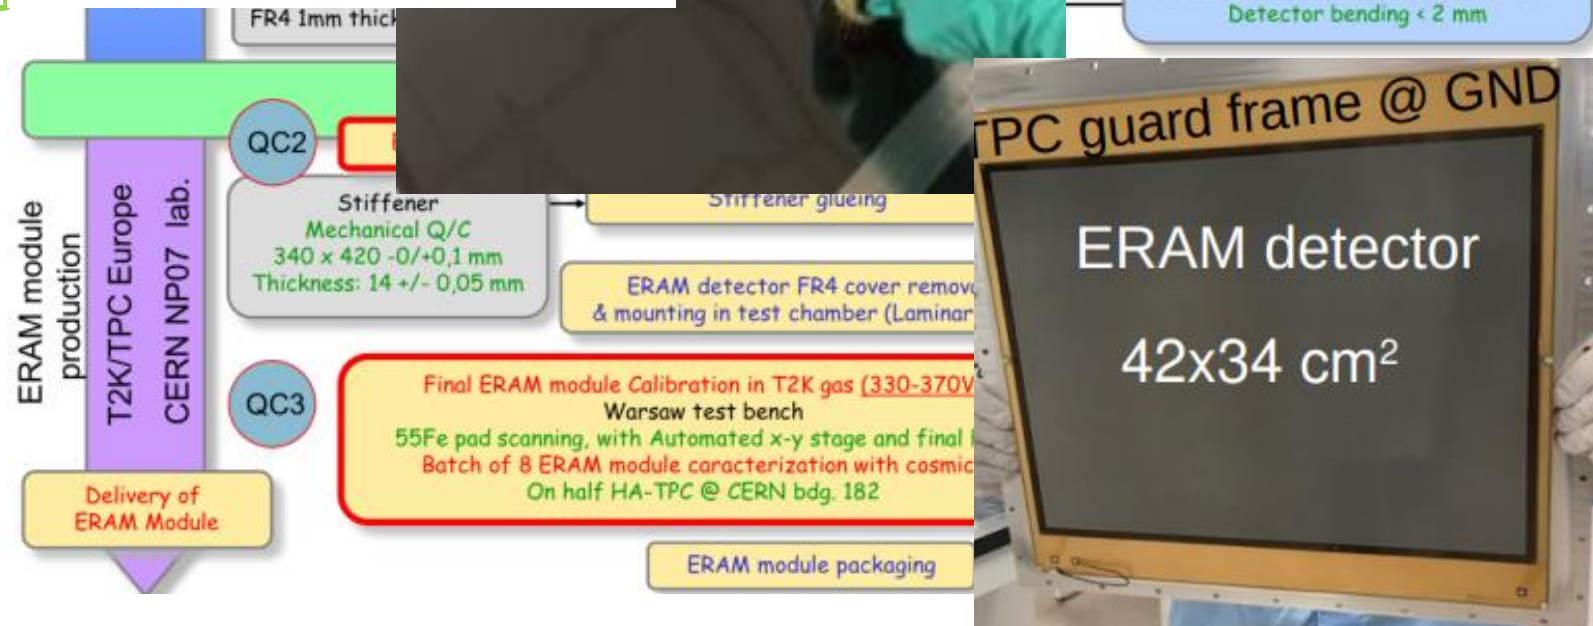 FR4 1mm thick
Detector bending < 2 mm
QC2
Stiffener
Mechanical Q/C
340 x 420 -0/+0,1 mm
Thickness: 14 +/- 0,05 mm
Stiffener glueing
ERAM detector FR4 cover remov
& mounting in test chamber (Laminar
ERAM module
production
T2K/TPC Europe
CERN NP07 lab.
QC3
Final ERAM module Calibration in T2K gas (330-370V
Warsaw test bench
55Fe pad scanning, with Automated x-y stage and final
Batch of 8 ERAM module caracterization with cosmic
On half HA-TPC @ CERN bdg. 182
Delivery of
ERAM Module
ERAM module packaging
TPC guard frame @ GND
ERAM detector
42x34 cm²